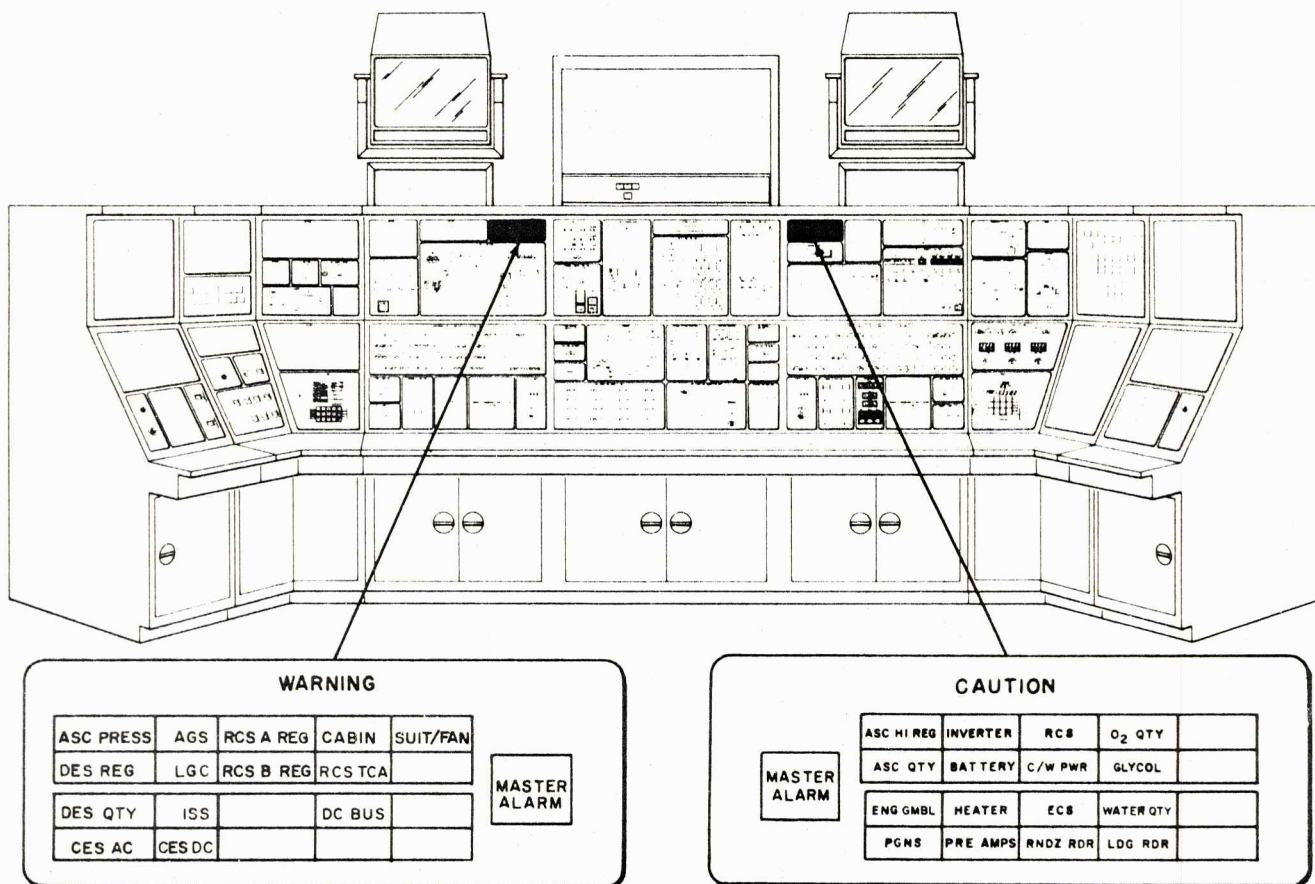 WARNING
ASC PRESS AGS RCS A REG CABIN SUIT/FAN
DES REG LGC RCS B REG RCS TCA
DES QTY ISS DC BUS
CES AC CES DC
MASTER
ALARM
CAUTION
MASTER
ALARM
ASC HI REG INVERTER RCS O₂ QTY
ASC QTY BATTERY C/W PWR GLYCOL
ENG GMBL HEATER ECS WATER QTY
PGNS PRE AMPS RNDZ RDR LDG RDR